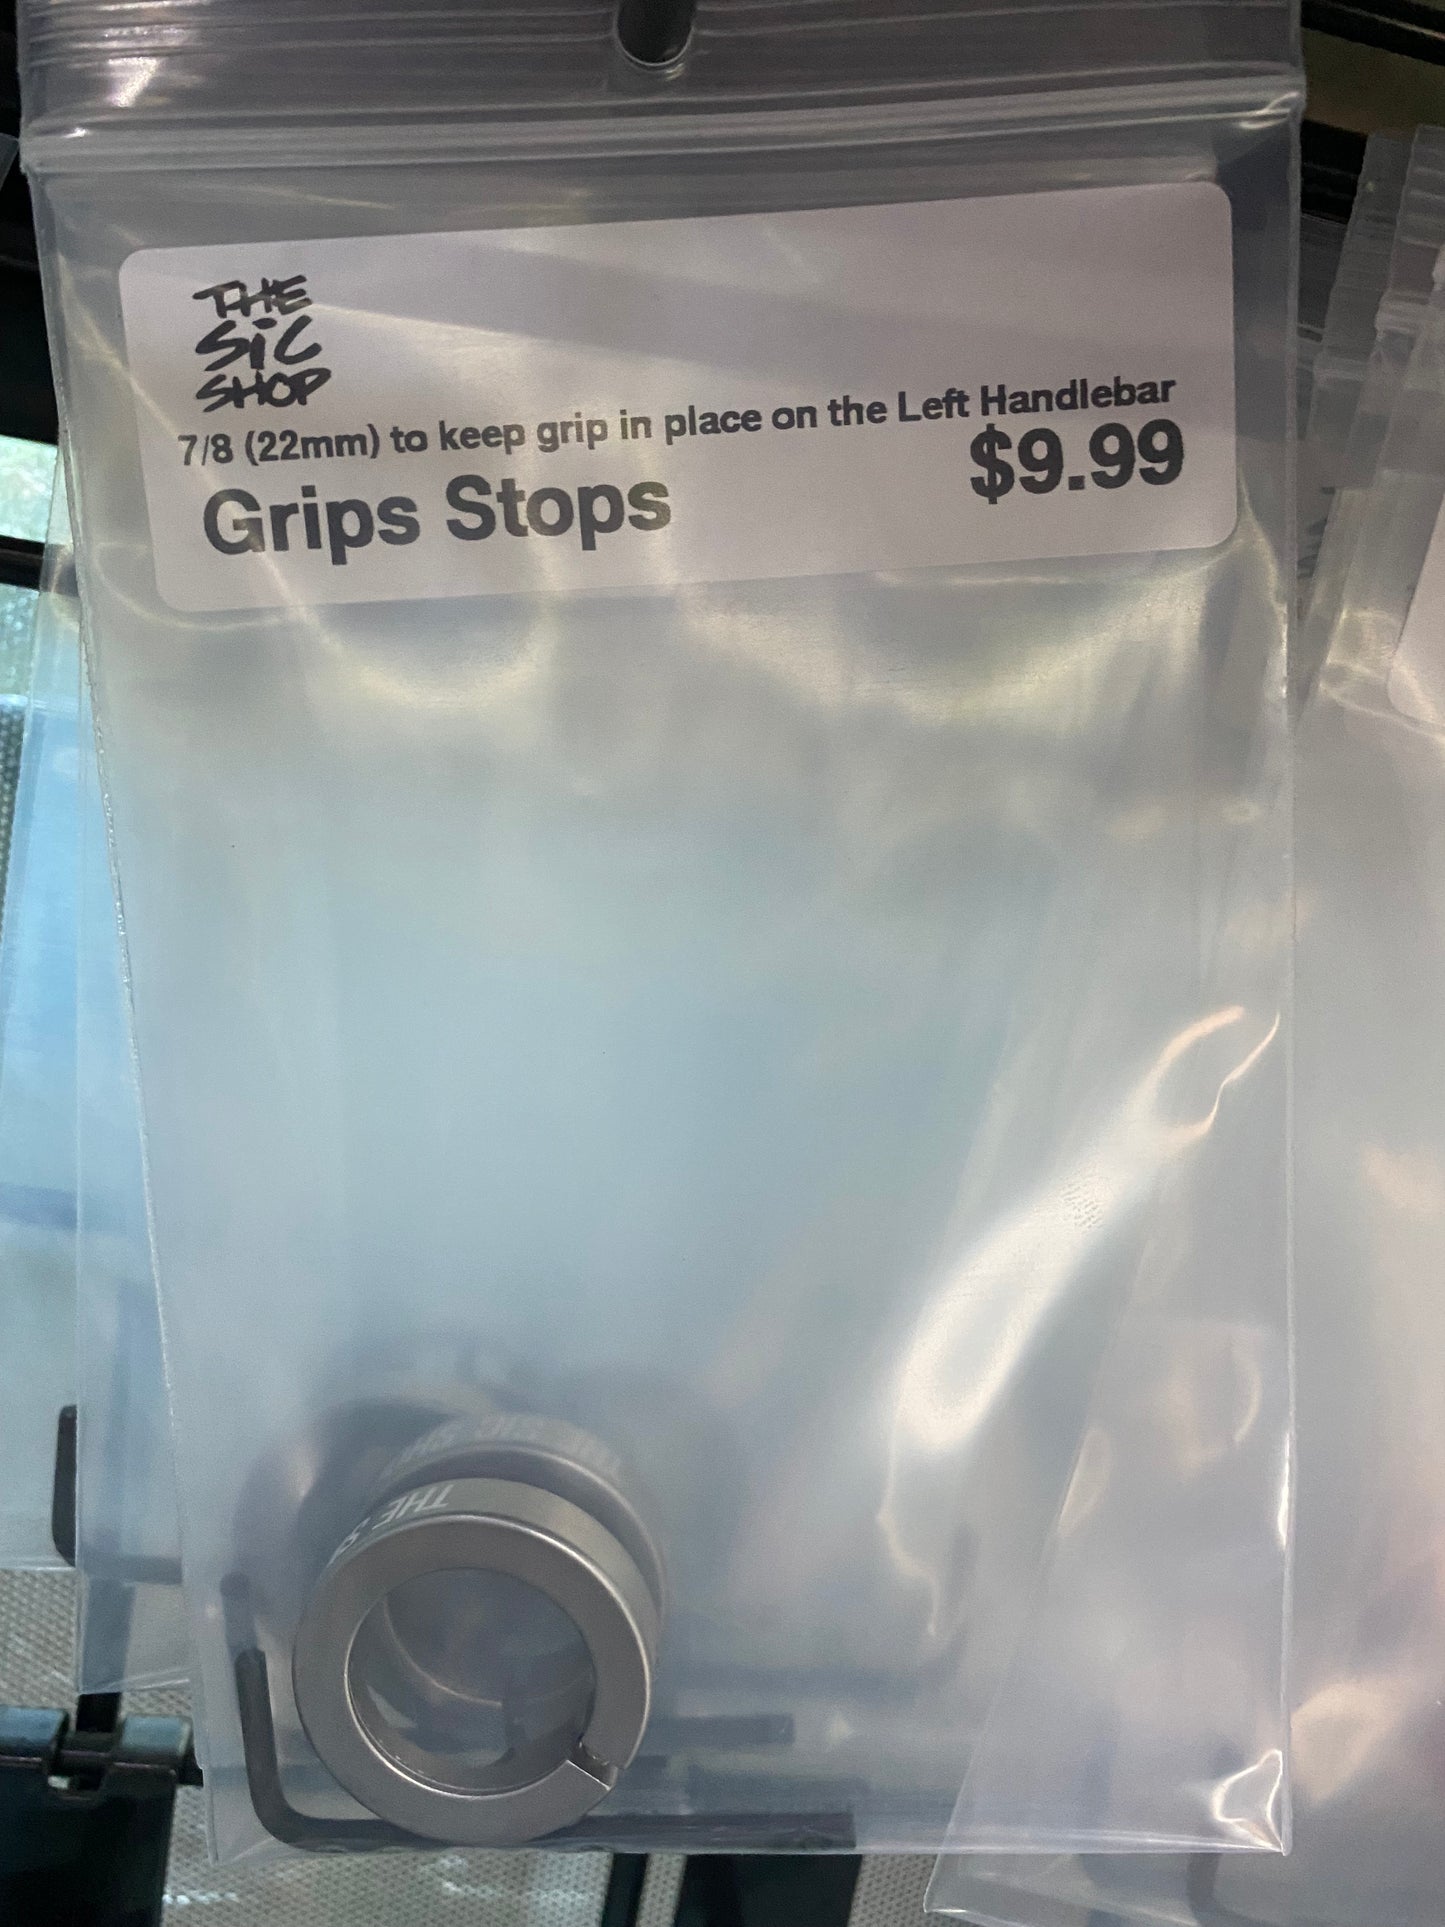 THE
SiC
SHOP
7/8 (22mm) to keep grip in place on the Left Handlebar
$9.99
Grips Stops
THE SIC
THE S